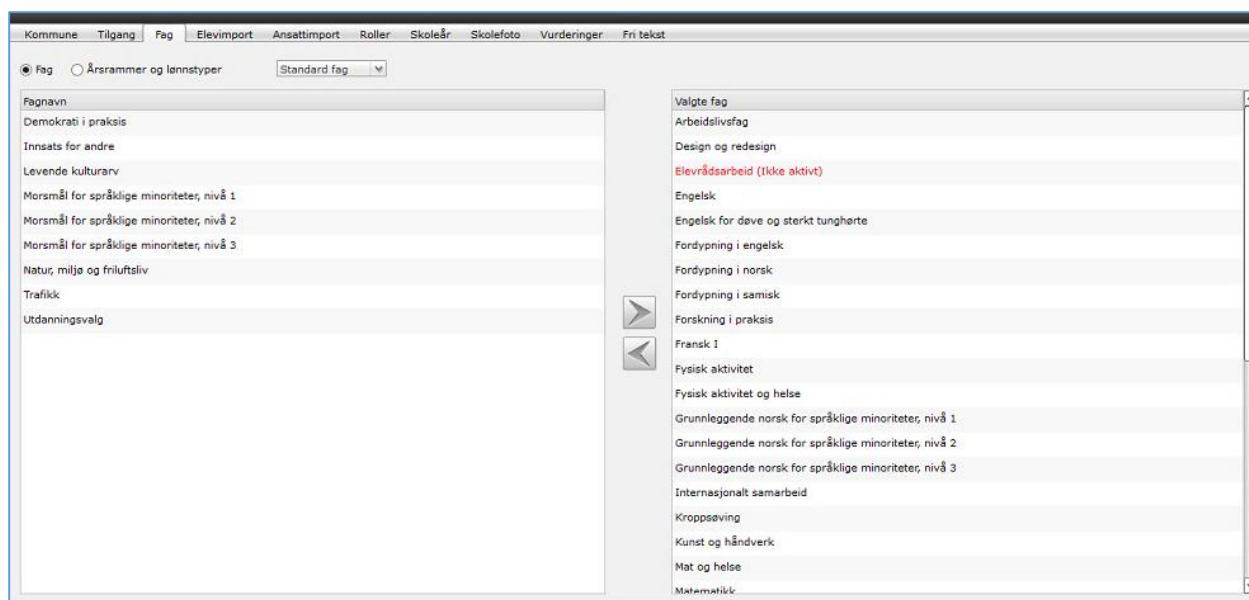 Kommune Tilgang Fag Elevimport Ansattimport Roller Skoleår Skolefoto Vurderinger Fri tekst
Fag Årsrammer og lønnstyper Standard fag
Fagnavn
Demokrati i praksis
Innsats for andre
Levende kulturarv
Morsmål for språklige minoriteter, nivå 1
Morsmål for språklige minoriteter, nivå 2
Morsmål for språklige minoriteter, nivå 3
Natur, miljø og friluftsliv
Trafikk
Utdanningsvalg
Valgte fag
Arbeidslivsfag
Design og redesign
Elevrådsarbeid (Ikke aktivt)
Engelsk
Engelsk for døve og sterkt tunghørte
Fordypning i engelsk
Fordypning i norsk
Fordypning i samisk
Forskning i praksis
Fransk I
Fysisk aktivitet
Fysisk aktivitet og helse
Grunnleggende norsk for språklige minoriteter, nivå 1
Grunnleggende norsk for språklige minoriteter, nivå 2
Grunnleggende norsk for språklige minoriteter, nivå 3
Internasjonalt samarbeid
Kroppsøving
Kunst og håndverk
Mat og helse
Matematikk